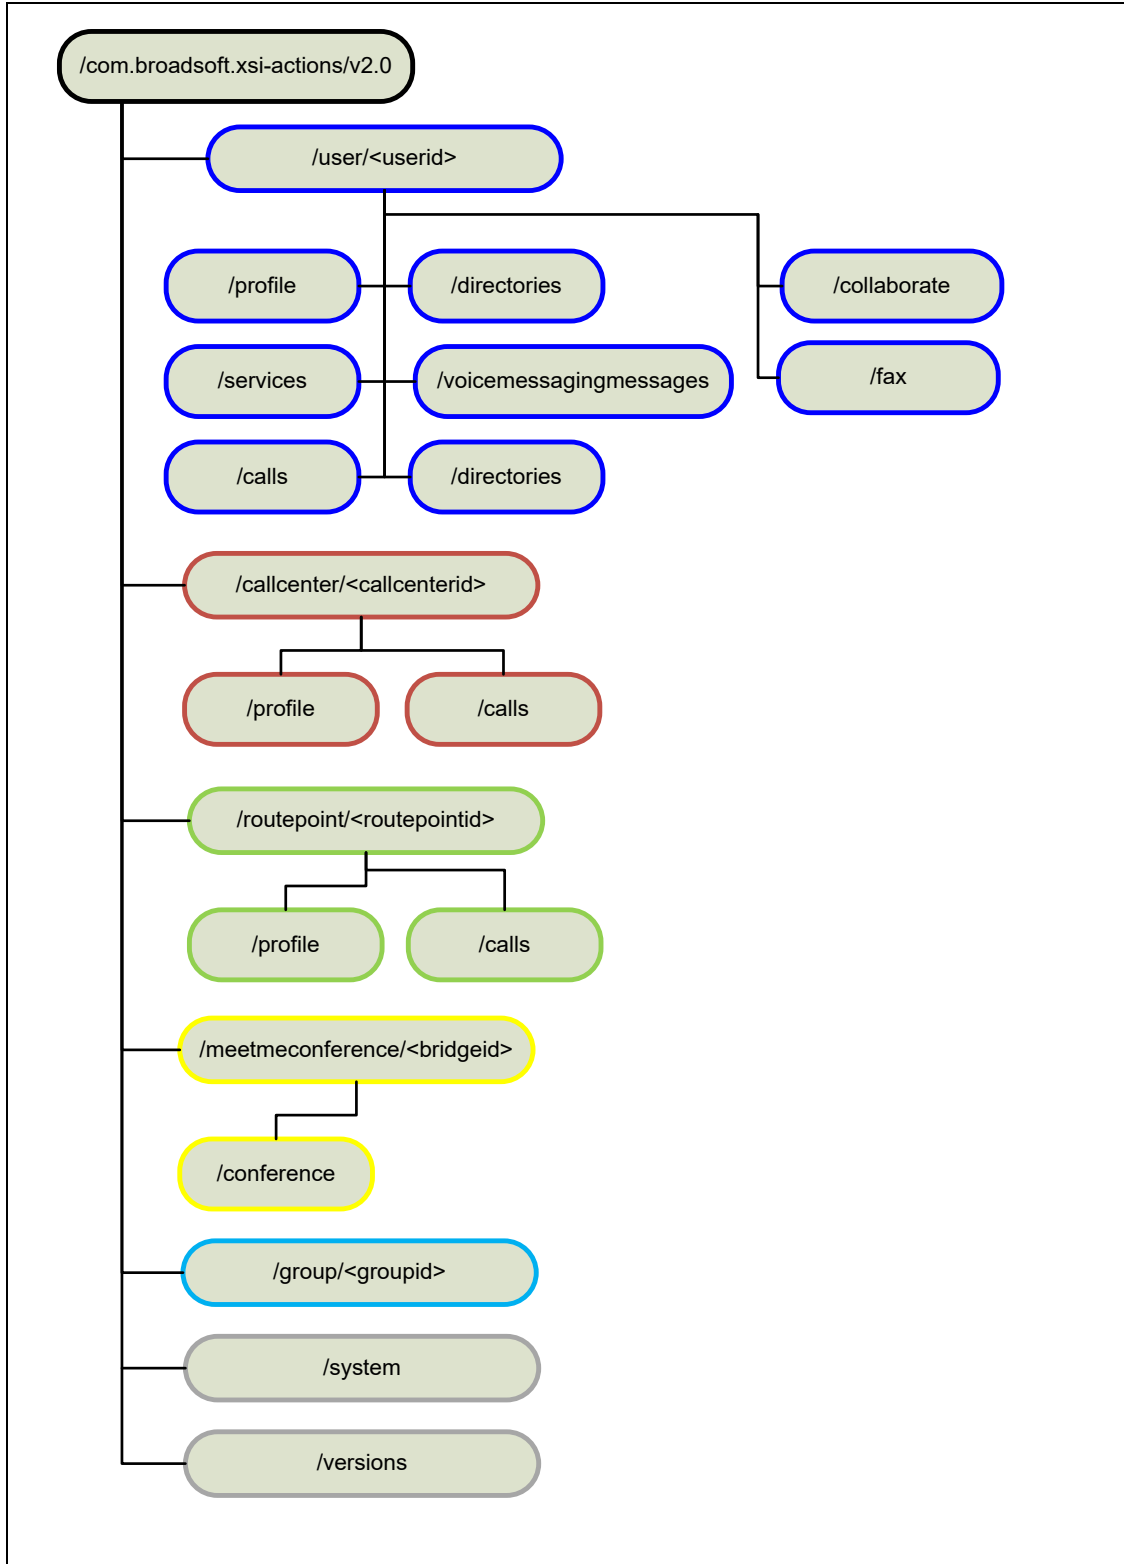 /com.broadsoft.xsi-actions/v2.0
/user/<userid>
/profile
/directories
/collaborate
/services
/voicemessagingmessages
/fax
/calls
/directories
/callcenter/<callcenterid>
/profile
/calls
/routepoint/<routepointid>
/profile
/calls
/meetmeconference/<bridgeid>
/conference
/group/<groupid>
/system
/versions